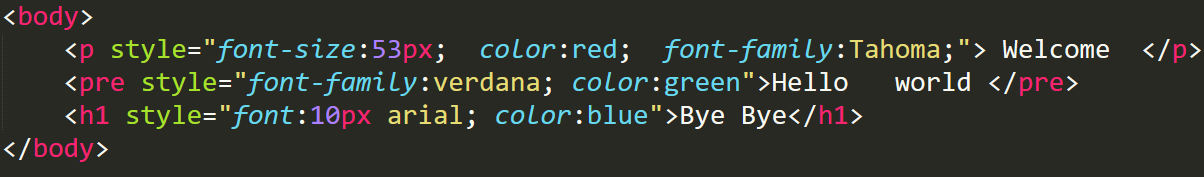 <body>
    <p style="font-size:53px;  color:red;  font-family:Tahoma;"> Welcome  </p>
    <pre style="font-family:verdana; color:green">Hello   world </pre>
    <h1 style="font:10px arial; color:blue">Bye Bye</h1>
</body>